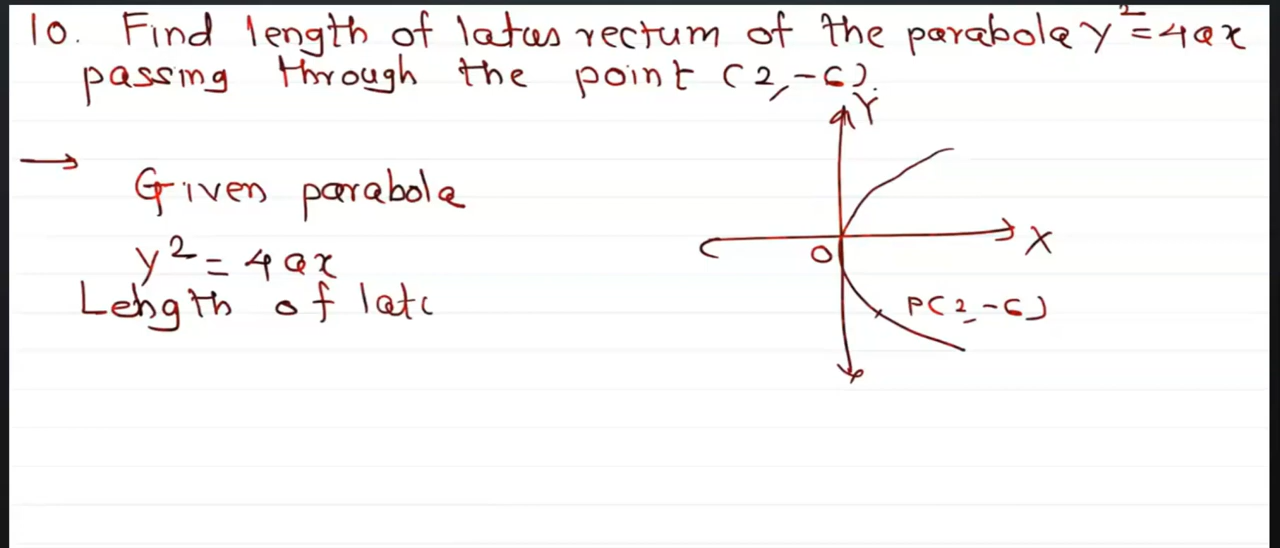 10. Find length of latus rectum of the parabola y² = 4ax
passing through the point (2, -6).
Y
→
Given parabola
y² = 4ax
X
O
Length of lat
P(2, -6)